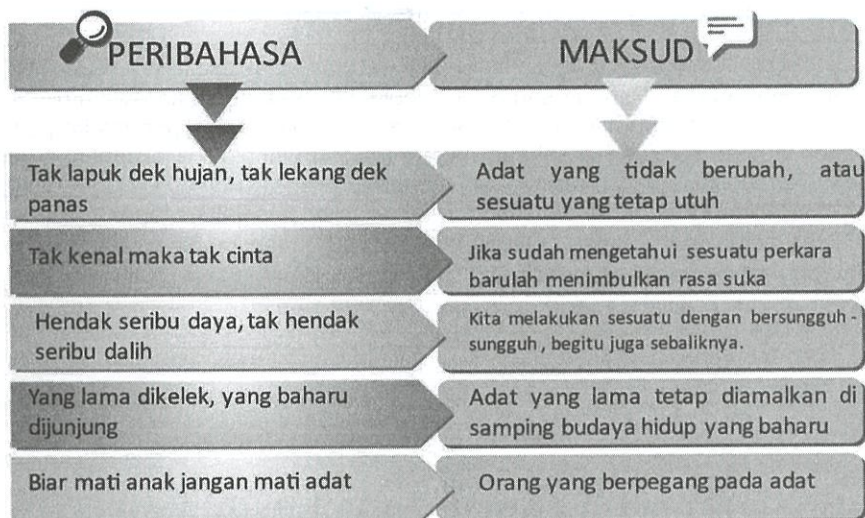 PERIBAHASA
MAKSUD
Tak lapuk dek hujan, tak lekang dek
panas
Adat yang tidak berubah, atau
sesuatu yang tetap utuh
Tak kenal maka tak cinta
Jika sudah mengetahui sesuatu perkara
barulah menimbulkan rasa suka
Hendak seribu daya, tak hendak
seribu dalih
Kita melakukan sesuatu dengan bersungguh -
sungguh, begitu juga sebaliknya.
Yang lama dikelek, yang baharu
dijunjung
Adat yang lama tetap diamalkan di
samping budaya hidup yang baharu
Biar mati anak jangan mati adat
Orang yang berpegang pada adat